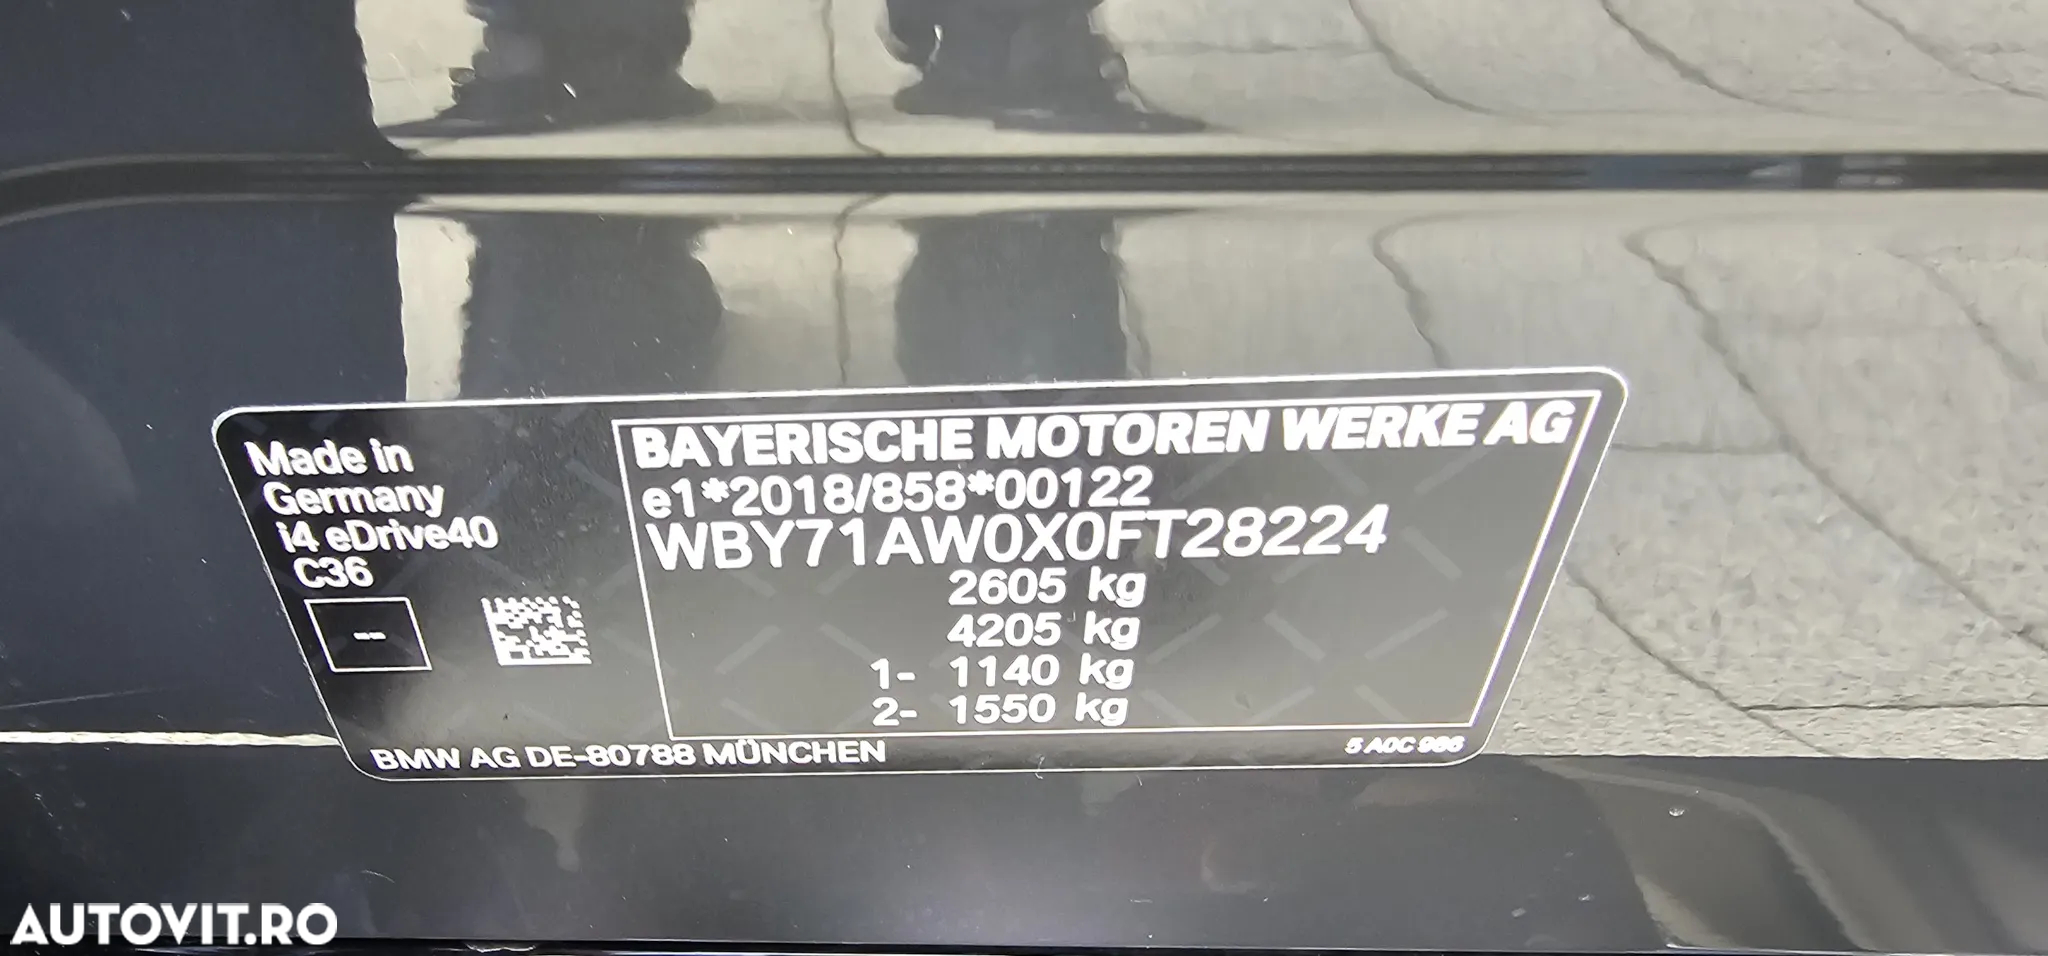 Made in
Germany
i4 eDrive40
C36
--
BAYERISCHE MOTOREN WERKE AG
e1*2018/858*00122
WBY71AW0X0FT28224
2605 kg
4205 kg
1- 1140 kg
2- 1550 kg
BMW AG DE-80788 MÜNCHEN
5 A0C 986
AUTOVIT.RO